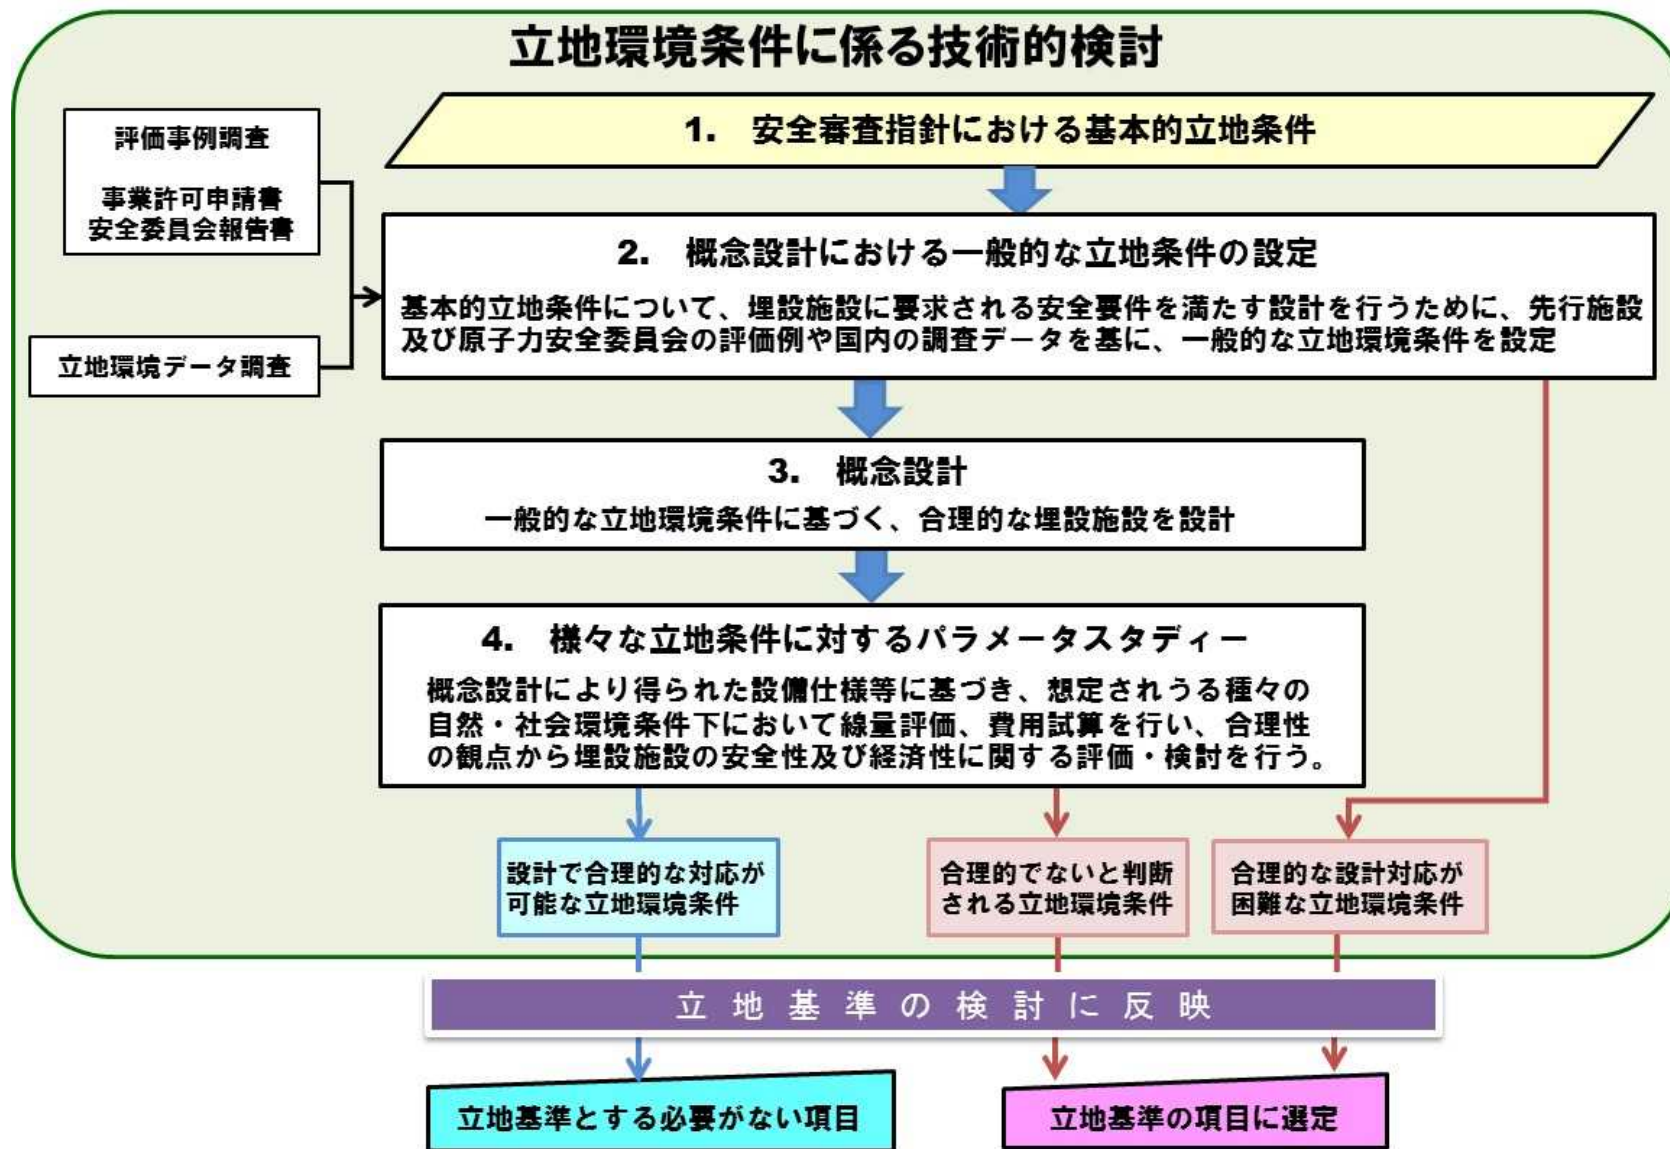 立地環境条件に係る技術的検討
評価事例調査
事業許可申請書
安全委員会報告書
立地環境データ調査
1. 安全審査指針における基本的立地条件
2. 概念設計における一般的な立地条件の設定
基本的立地条件について、埋設施設に要求される安全要件を満たす設計を行うために、先行施設
及び原子力安全委員会の評価例や国内の調査データを基に、一般的な立地環境条件を設定
3. 概念設計
一般的な立地環境条件に基づく、合理的な埋設施設を設計
4. 様々な立地条件に対するパラメータスタディー
概念設計により得られた設備仕様等に基づき、想定されうる種々の
自然・社会環境条件下において線量評価、費用試算を行い、合理性
の観点から埋設施設の安全性及び経済性に関する評価・検討を行う。
設計で合理的な対応が
可能な立地環境条件
合理的でないと判断
される立地環境条件
合理的な設計対応が
困難な立地環境条件
立地基準の検討に反映
立地基準とする必要がない項目
立地基準の項目に選定